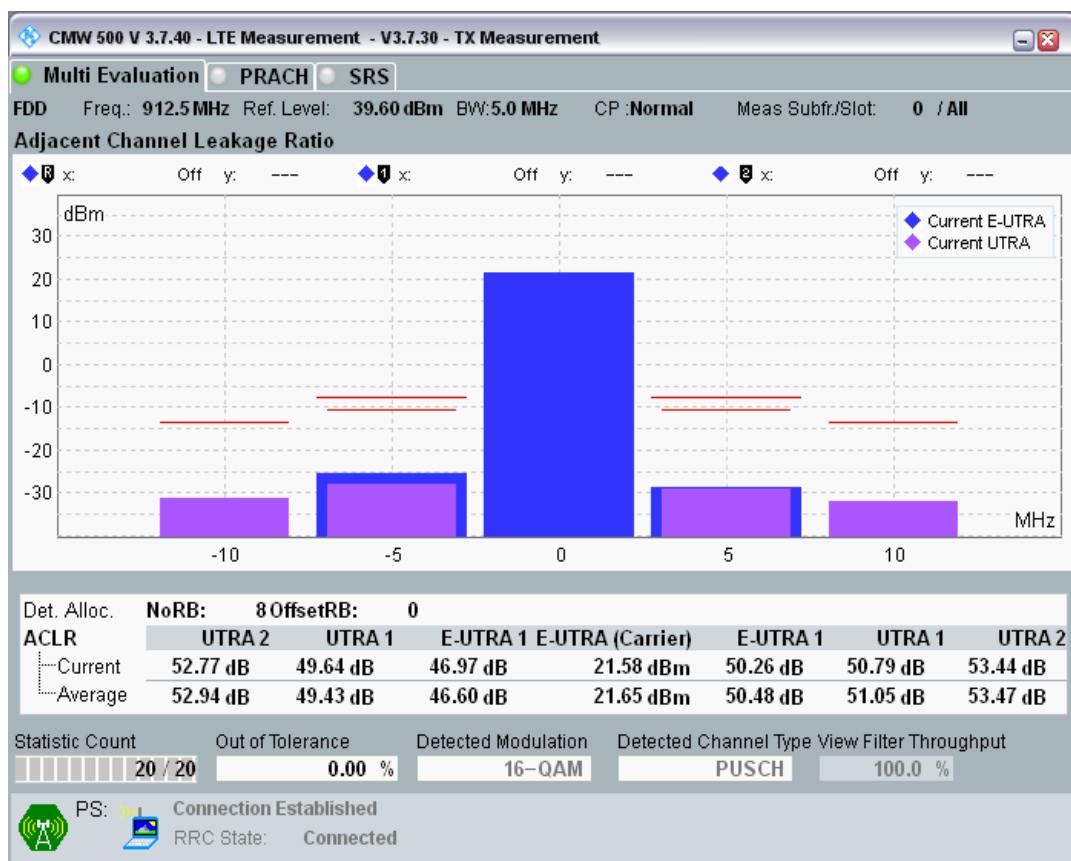 CMW 500 V 3.7.40 - LTE Measurement - V3.7.30 - TX Measurement
Multi Evaluation PRACH SRS
FDD Freq.: 912.5 MHz Ref. Level: 39.60 dBm BW:5.0 MHz CP :Normal Meas Subfr./Slot: 0 / All
Adjacent Channel Leakage Ratio
R x: Off y: --- 1 x: Off y: --- 2 x: Off y: ---
dBm
Current E-UTRA
Current UTRA
30
20
10
0
-10
-20
-30
MHz
-10 -5 0 5 10
Det. Alloc. NoRB: 8 OffsetRB: 0
ACLR UTRA 2 UTRA 1 E-UTRA 1 E-UTRA (Carrier) E-UTRA 1 UTRA 1 UTRA 2
Current 52.77 dB 49.64 dB 46.97 dB 21.58 dBm 50.26 dB 50.79 dB 53.44 dB
Average 52.94 dB 49.43 dB 46.60 dB 21.65 dBm 50.48 dB 51.05 dB 53.47 dB
Statistic Count Out of Tolerance Detected Modulation Detected Channel Type View Filter Throughput
20 / 20 0.00 % 16-QAM PUSCH 100.0 %
PS: Connection Established
RRC State: Connected